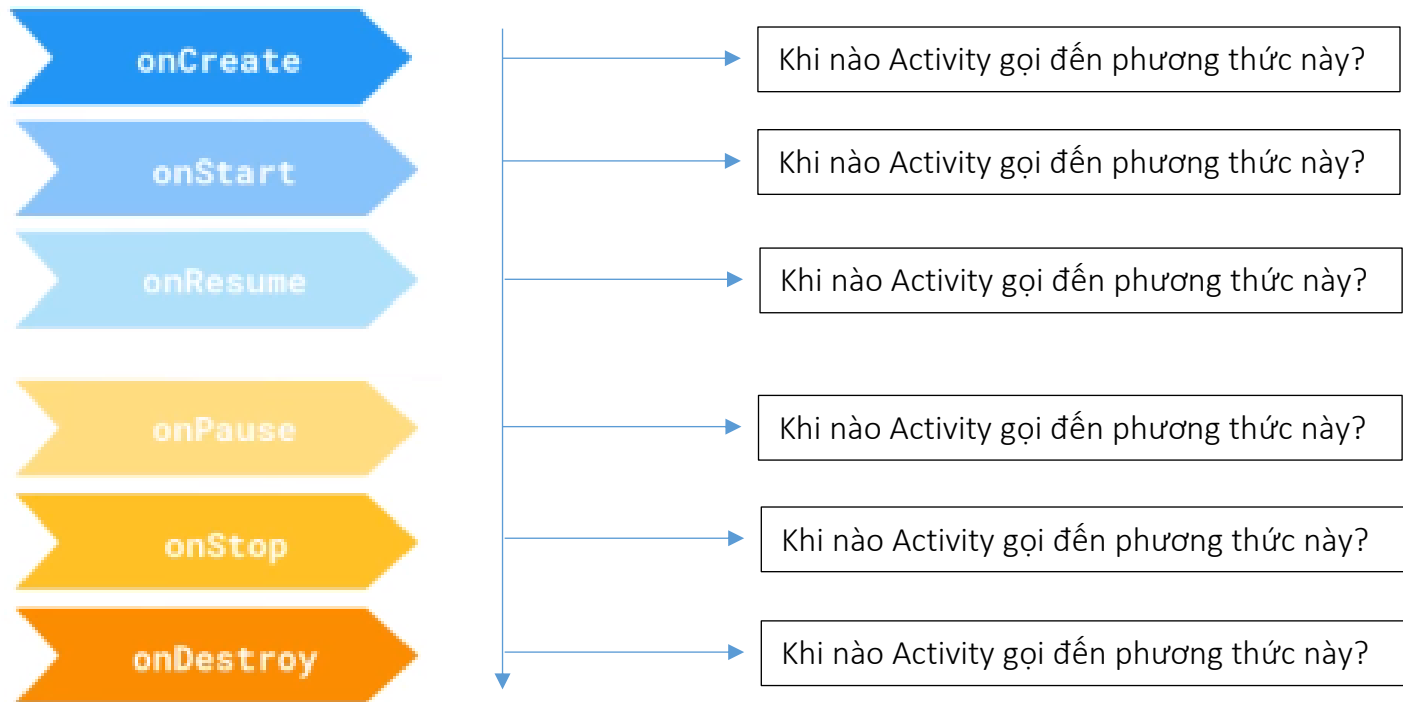 onCreate
Khi nào Activity gọi đến phương thức này?
onStart
Khi nào Activity gọi đến phương thức này?
onResume
Khi nào Activity gọi đến phương thức này?
onPause
Khi nào Activity gọi đến phương thức này?
onStop
Khi nào Activity gọi đến phương thức này?
onDestroy
Khi nào Activity gọi đến phương thức này?